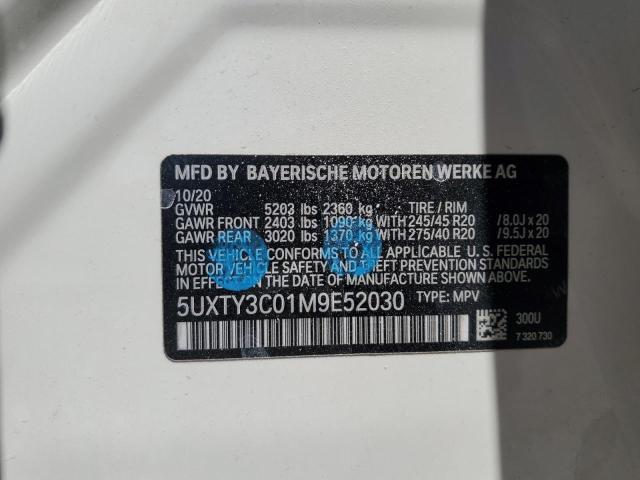 MFD BY BAYERISCHE MOTOREN WERKE AG
10/20
GVWR 5203 lbs 2360 kg TIRE / RIM
GAWR FRONT 2403 lbs 1090 kg WITH 245/45 R20 /8.0J x 20
GAWR REAR 3020 lbs 1370 kg WITH 275/40 R20 /9.5J x 20
THIS VEHICLE CONFORMS TO ALL APPLICABLE U. S. FEDERAL
MOTOR VEHICLE SAFETY AND THEFT PREVENTION STANDARDS
IN EFFECT ON THE DATE OF MANUFACTURE SHOWN ABOVE.
5UXTY3C01M9E52030 TYPE: MPV
300U
7 320 730